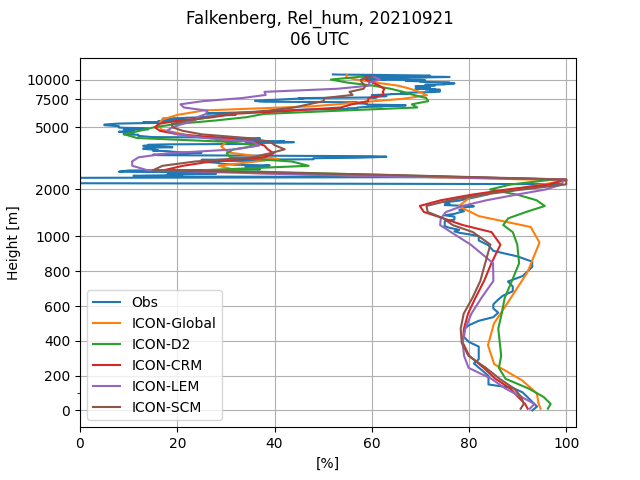 Falkenberg, Rel_hum, 20210921
06 UTC
10000
7500
5000
2000
1000
800
600
400
200
0
Height [m]
Obs
ICON-Global
ICON-D2
ICON-CRM
ICON-LEM
ICON-SCM
0 20 40 60 80 100
[%]